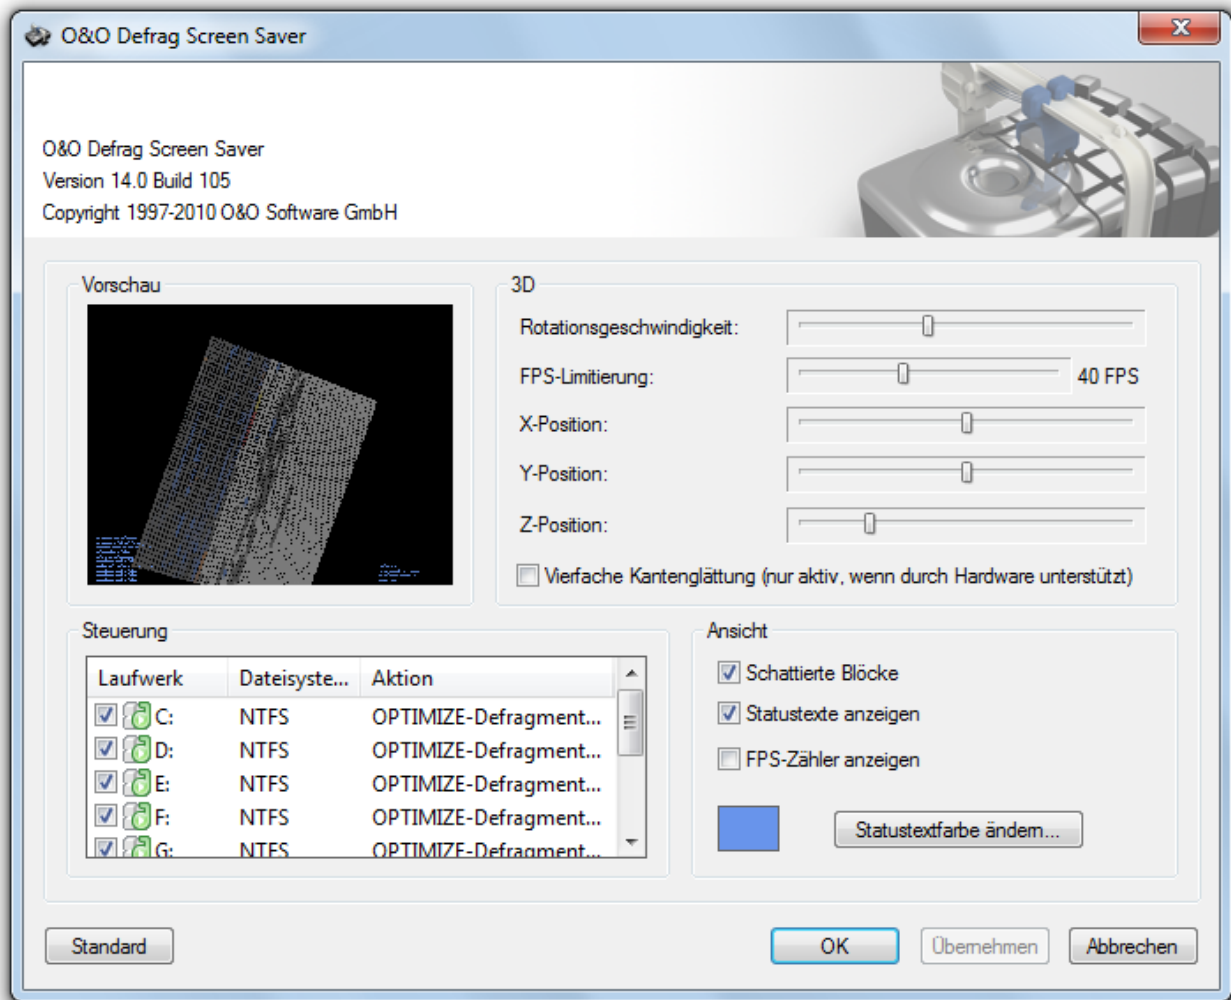 O&O Defrag Screen Saver
O&O Defrag Screen Saver
Version 14.0 Build 105
Copyright 1997-2010 O&O Software GmbH
Vorschau
3D
Rotationsgeschwindigkeit:
FPS-Limitierung:
40 FPS
X-Position:
Y-Position:
Z-Position:
Vierfache Kantenglättung (nur aktiv, wenn durch Hardware unterstützt)
Steuerung
Laufwerk Dateisyste... Aktion
C: NTFS OPTIMIZE-Defragment...
D: NTFS OPTIMIZE-Defragment...
E: NTFS OPTIMIZE-Defragment...
F: NTFS OPTIMIZE-Defragment...
G: NTFS OPTIMIZE-Defragment...
Ansicht
Schattierte Blöcke
Statustexte anzeigen
FPS-Zähler anzeigen
Statustextfarbe ändern...
Standard
OK
Übernehmen
Abbrechen